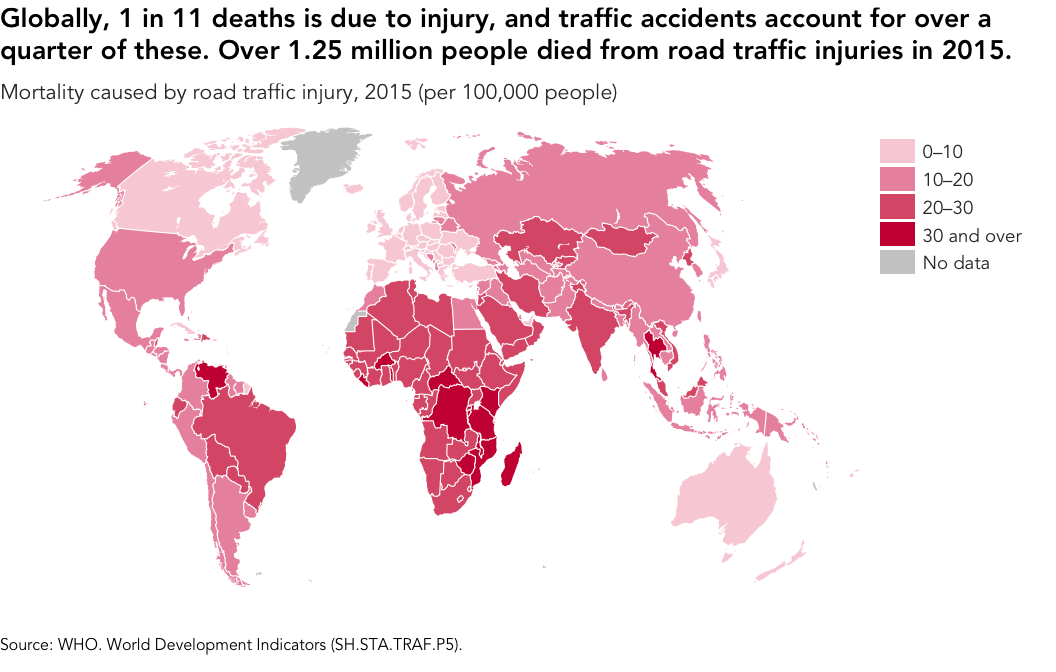 Globally, 1 in 11 deaths is due to injury, and traffic accidents account for over a
quarter of these. Over 1.25 million people died from road traffic injuries in 2015.
Mortality caused by road traffic injury, 2015 (per 100,000 people)
0–10
10–20
20–30
30 and over
No data
Source: WHO. World Development Indicators (SH.STA.TRAF.P5).